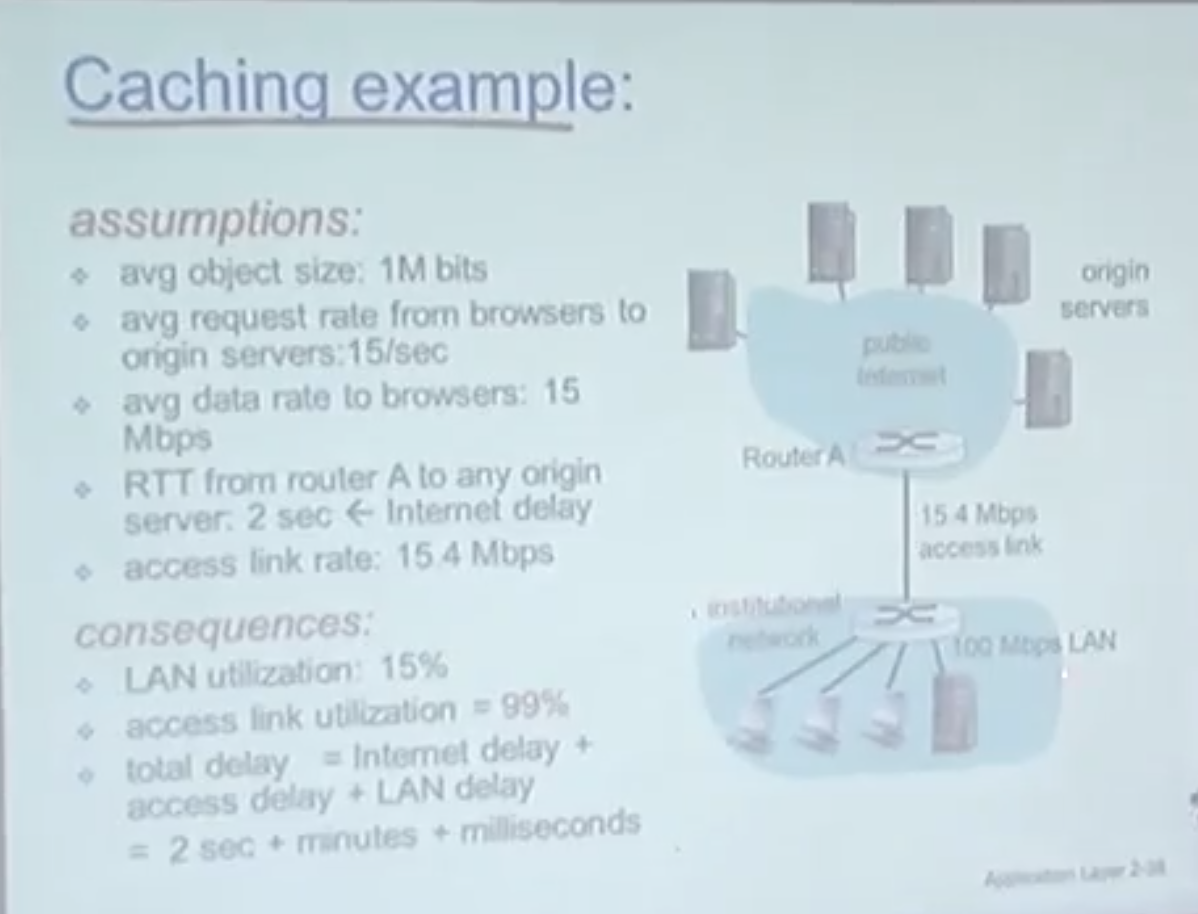 Caching example:
assumptions:
❖ avg object size: 1M bits
❖ avg request rate from browsers to
origin servers:15/sec
❖ avg data rate to browsers: 15
Mbps
❖ RTT from router A to any origin
server: 2 sec ← Internet delay
❖ access link rate: 15.4 Mbps
consequences:
❖ LAN utilization: 15%
❖ access link utilization = 99%
❖ total delay = Internet delay +
access delay + LAN delay
= 2 sec + minutes + milliseconds
origin
servers
public
Internet
Router A
15.4 Mbps
access link
institutional
network
100 Mbps LAN
Application Layer